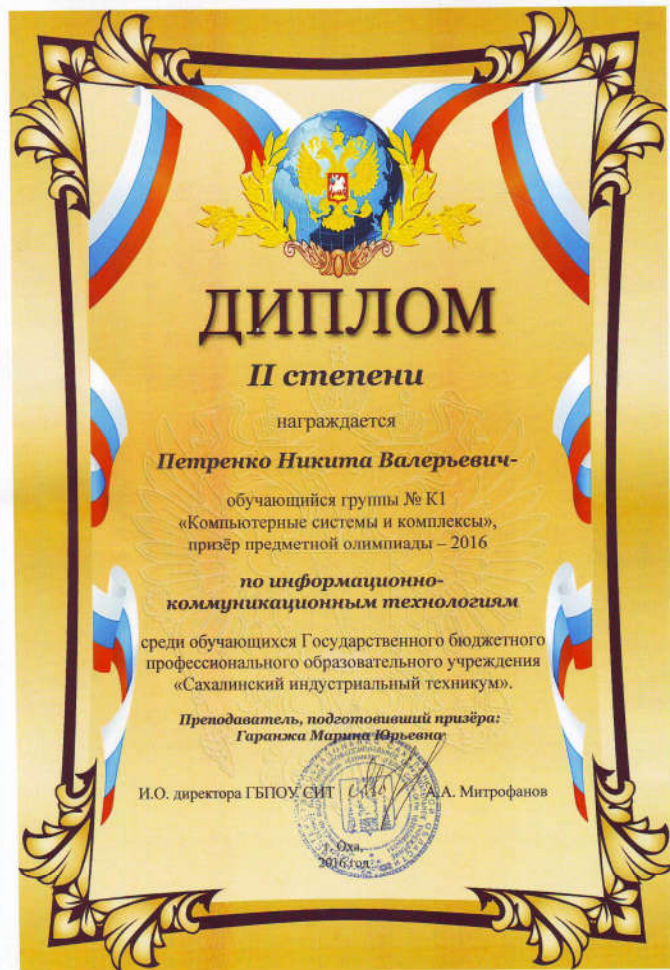 ДИПЛОМ
II степени
награждается
Петренко Никита Валерьевич-
обучающийся группы № К1
«Компьютерные системы и комплексы»,
призёр предметной олимпиады – 2016
по информационно-
коммуникационным технологиям
среди обучающихся Государственного бюджетного
профессионального образовательного учреждения
«Сахалинский индустриальный техникум».
Преподаватель, подготовивший призёра:
Гаранжа Марина Юрьевна
И.О. директора ГБПОУ СИТ А.А. Митрофанов
г. Оха,
2016 год